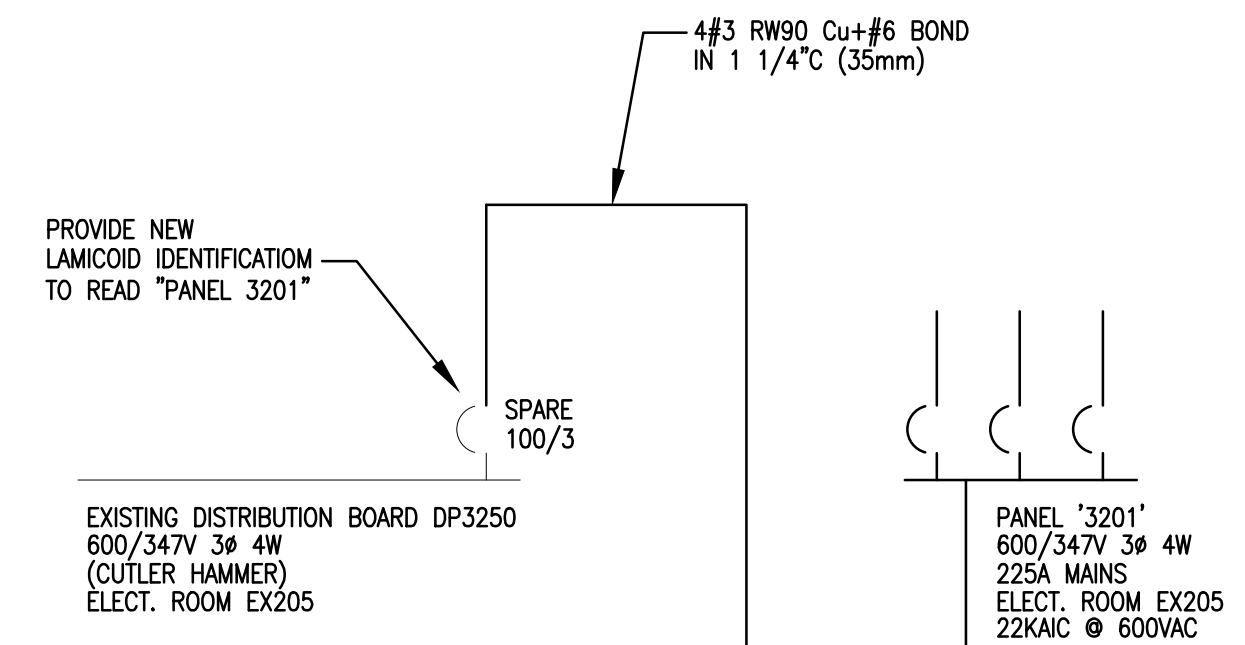 4#3 RW90 Cu+#6 BOND
IN 1 1/4"C (35mm)
PROVIDE NEW
LAMICOID IDENTIFICATIOM
TO READ "PANEL 3201"
SPARE
100/3
EXISTING DISTRIBUTION BOARD DP3250
600/347V 3ø 4W
(CUTLER HAMMER)
ELECT. ROOM EX205
PANEL '3201'
600/347V 3ø 4W
225A MAINS
ELECT. ROOM EX205
22KAIC @ 600VAC